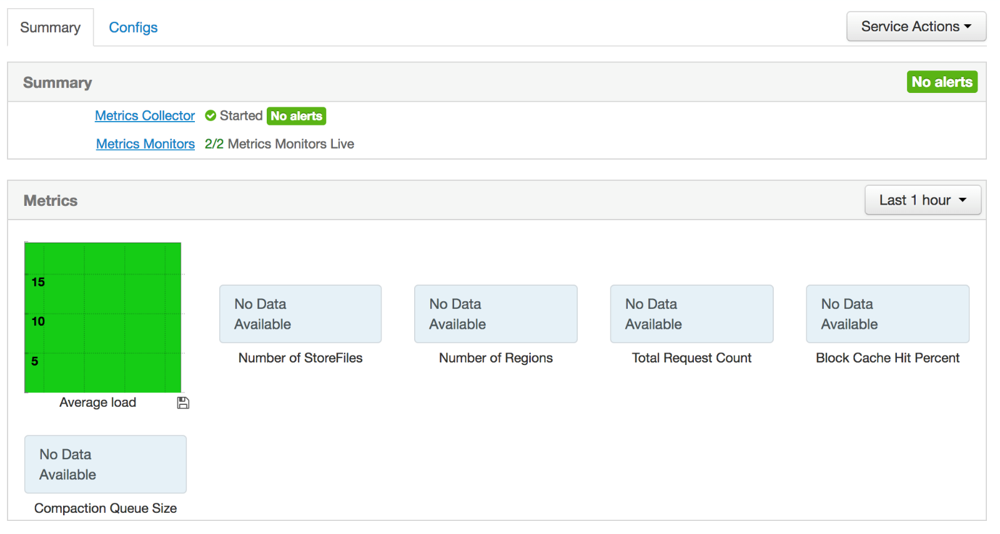 Summary
Configs
Service Actions
Summary
No alerts
Metrics Collector Started No alerts
Metrics Monitors 2/2 Metrics Monitors Live
Metrics
Last 1 hour
15
10
5
Average load
No Data
Available
Number of StoreFiles
No Data
Available
Number of Regions
No Data
Available
Total Request Count
No Data
Available
Block Cache Hit Percent
No Data
Available
Compaction Queue Size